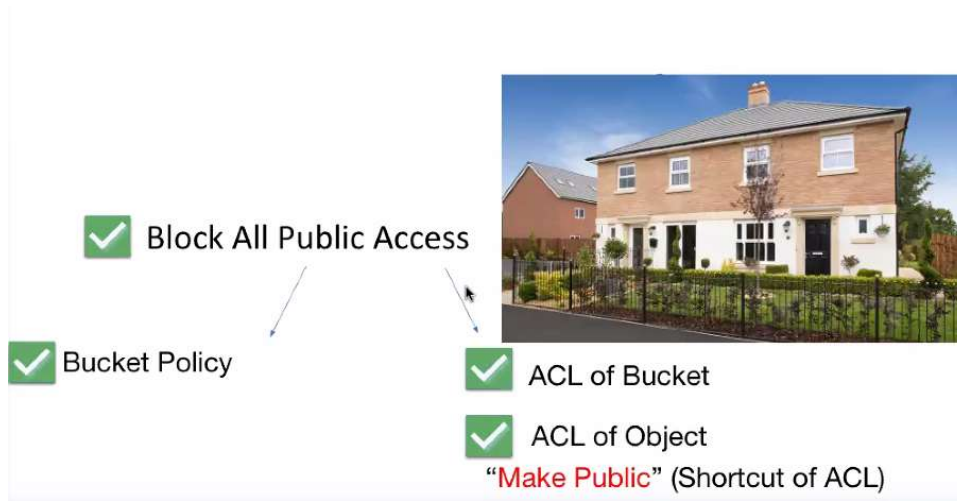 Block All Public Access
Bucket Policy
ACL of Bucket
ACL of Object
“Make Public” (Shortcut of ACL)